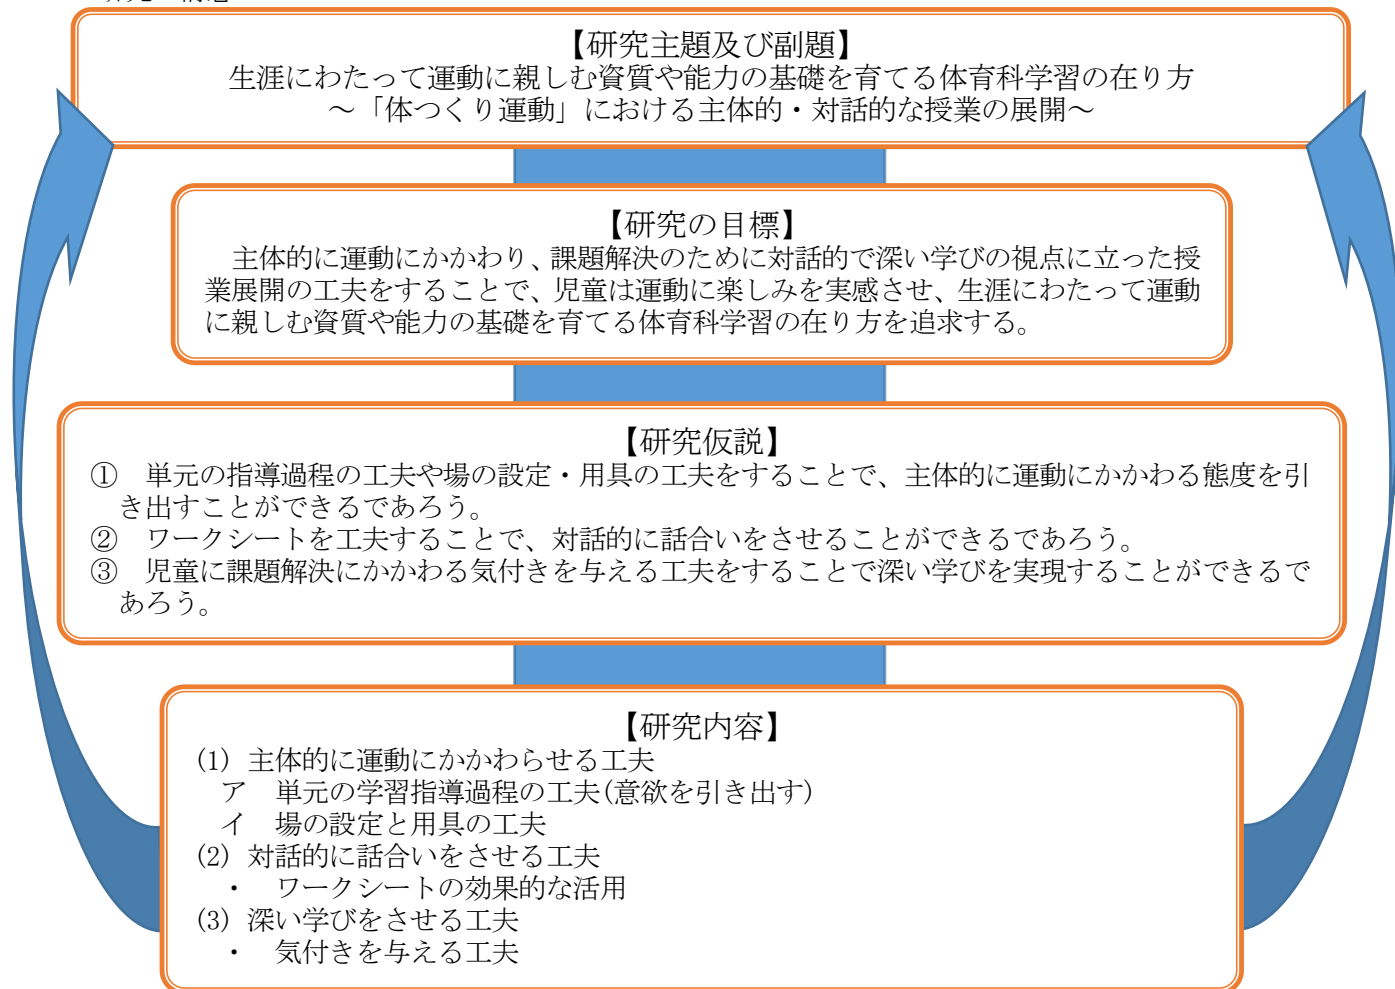 【研究主題及び副題】
生涯にわたって運動に親しむ資質や能力の基礎を育てる体育科学習の在り方
～「体つくり運動」における主体的・対話的な授業の展開～
【研究の目標】
主体的に運動にかかわり、課題解決のために対話的で深い学びの視点に立った授
業展開の工夫をすることで、児童は運動に楽しみを実感させ、生涯にわたって運動
に親しむ資質や能力の基礎を育てる体育科学習の在り方を追求する。
【研究仮説】
①　単元の指導過程の工夫や場の設定・用具の工夫をすることで、主体的に運動にかかわる態度を引
き出すことができるであろう。
②　ワークシートを工夫することで、対話的に話合いをさせることができるであろう。
③　児童に課題解決にかかわる気付きを与える工夫をすることで深い学びを実現することができるで
あろう。
【研究内容】
(1) 主体的に運動にかかわらせる工夫
ア　単元の学習指導過程の工夫(意欲を引き出す)
イ　場の設定と用具の工夫
(2) 対話的に話合いをさせる工夫
・　ワークシートの効果的な活用
(3) 深い学びをさせる工夫
・　気付きを与える工夫